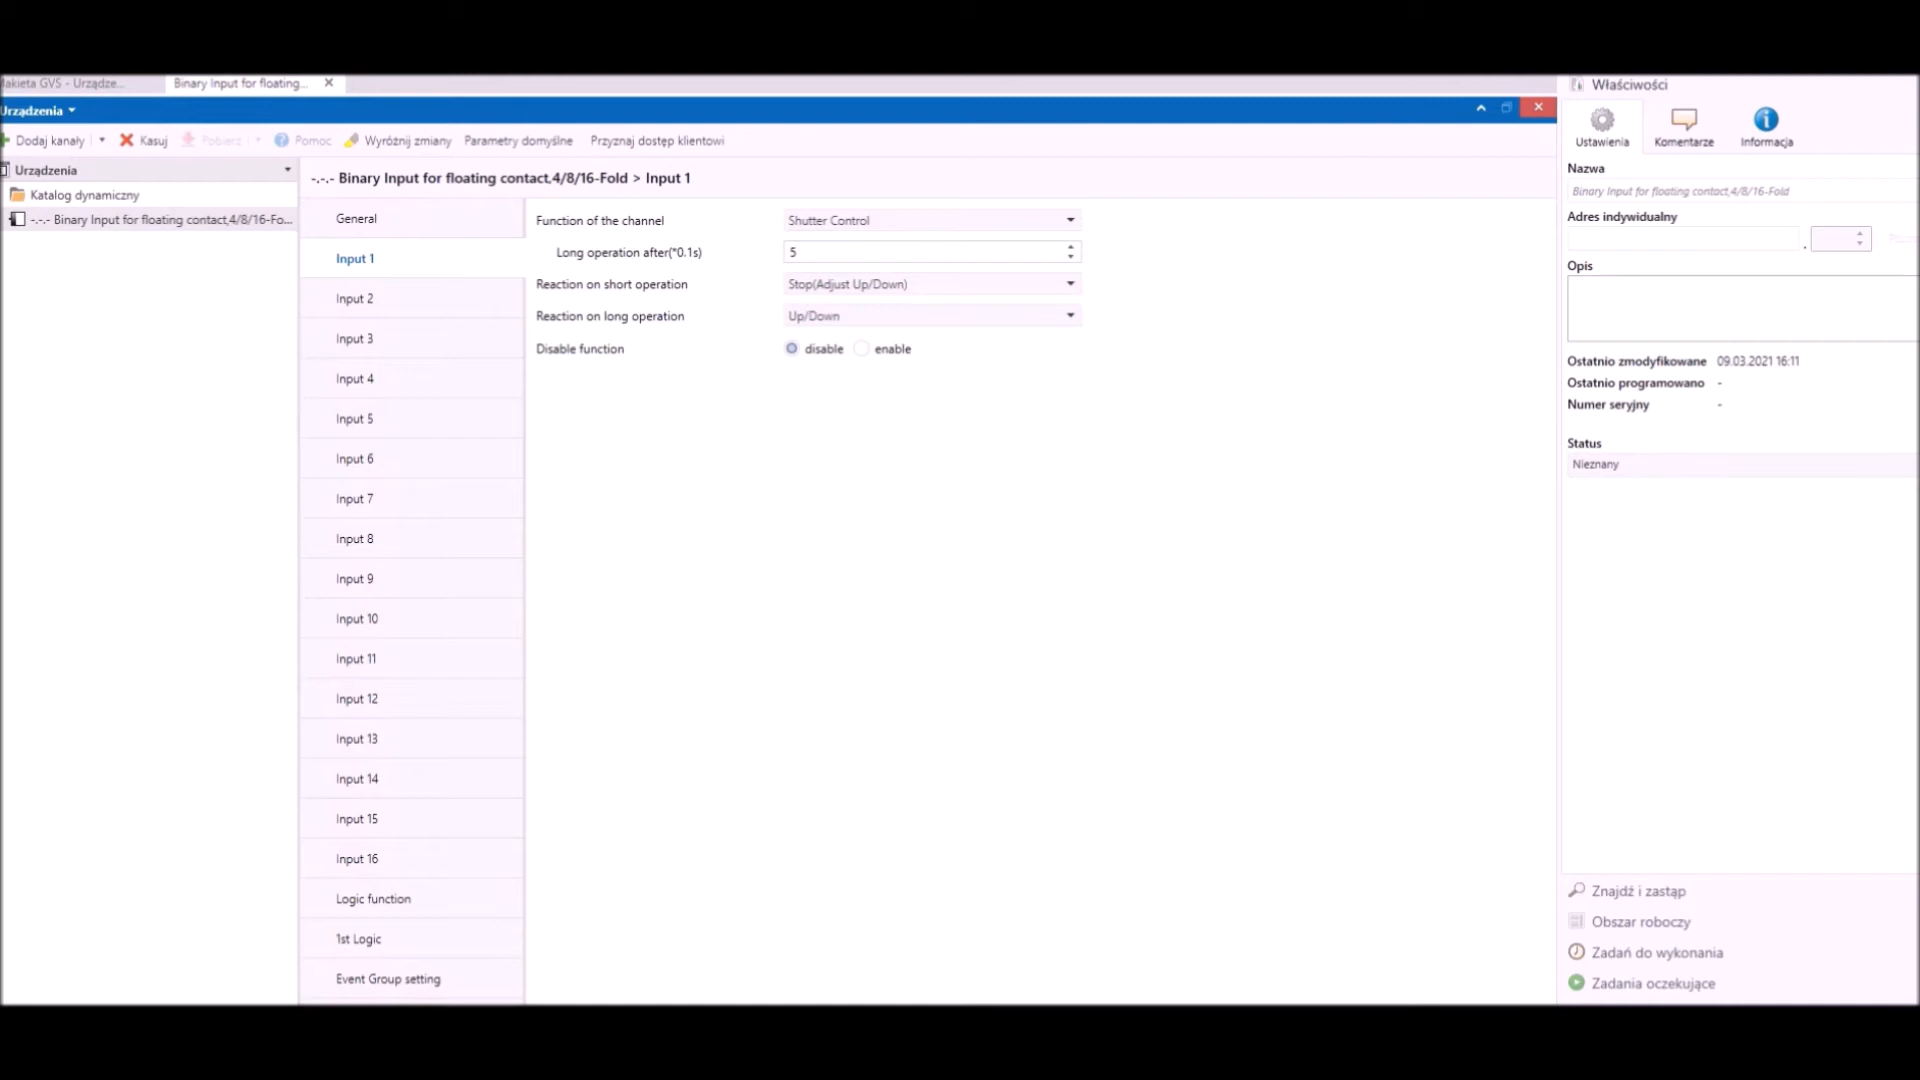 Makieta GVS - Urządze...
Binary Input for floating...
Właściwości
Urządzenia
Dodaj kanały
Kasuj
Pobierz
Pomoc
Wyróżnij zmiany
Parametry domyślne
Przyznaj dostęp klientowi
Ustawienia
Komentarze
Informacja
Urządzenia
Katalog dynamiczny
-.-.- Binary Input for floating contact,4/8/16-Fo...
-.-.- Binary Input for floating contact,4/8/16-Fold > Input 1
General
Input 1
Input 2
Input 3
Input 4
Input 5
Input 6
Input 7
Input 8
Input 9
Input 10
Input 11
Input 12
Input 13
Input 14
Input 15
Input 16
Logic function
1st Logic
Event Group setting
Function of the channel Shutter Control
Long operation after(*0.1s) 5
Reaction on short operation Stop(Adjust Up/Down)
Reaction on long operation Up/Down
Disable function disable enable
Nazwa
Binary Input for floating contact,4/8/16-Fold
Adres indywidualny
.
Opis
Ostatnio zmodyfikowane 09.03.2021 16:11
Ostatnio programowano -
Numer seryjny -
Status
Nieznany
Znajdź i zastąp
Obszar roboczy
Zadań do wykonania
Zadania oczekujące